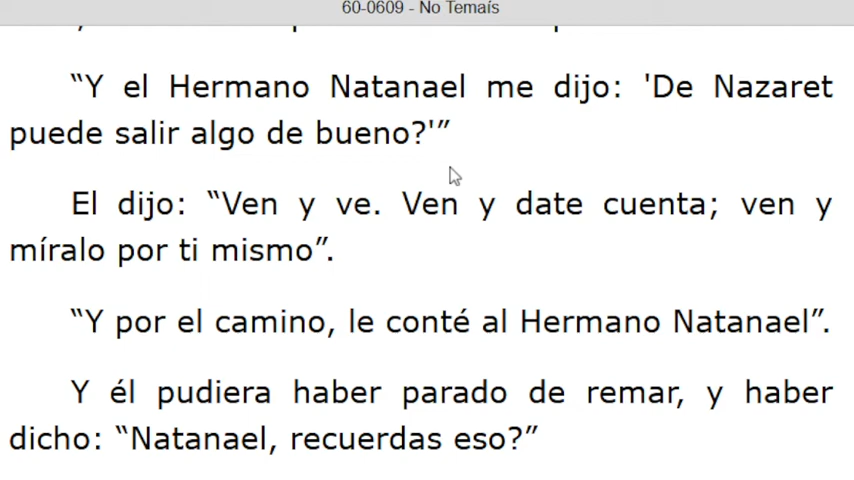 60-0609 - No Temaís
“Y el Hermano Natanael me dijo: 'De Nazaret
puede salir algo de bueno?'”
El dijo: “Ven y ve. Ven y date cuenta; ven y
míralo por ti mismo”.
“Y por el camino, le conté al Hermano Natanael”.
Y él pudiera haber parado de remar, y haber
dicho: “Natanael, recuerdas eso?”